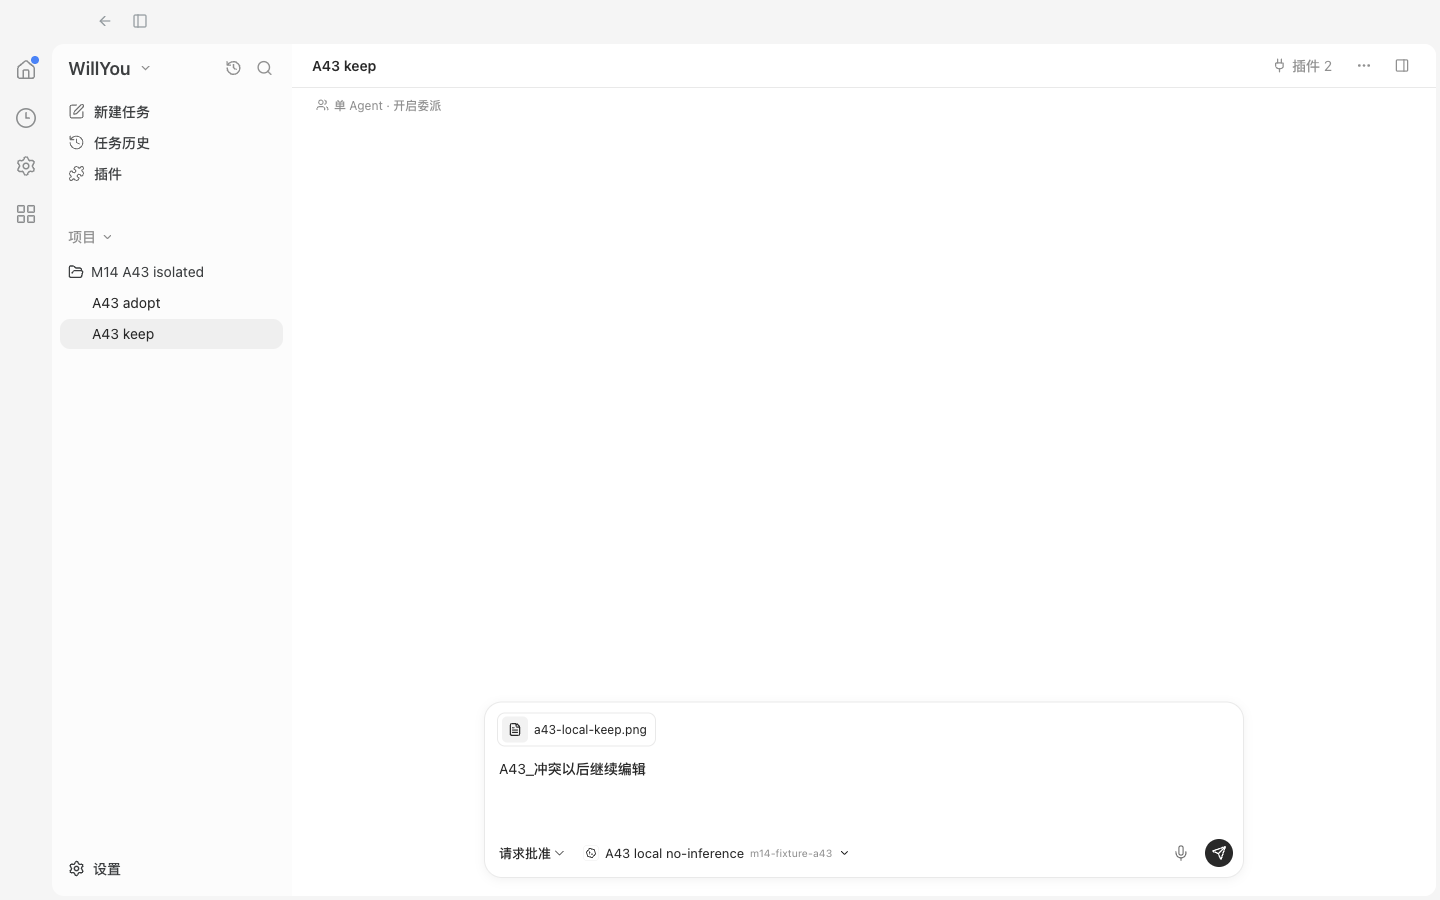 WillYou
新建任务
任务历史
插件
项目
M14 A43 isolated
A43 adopt
A43 keep
设置
A43 keep
插件 2
单 Agent · 开启委派
a43-local-keep.png
A43_冲突以后继续编辑
请求批准
A43 local no-inference m14-fixture-a43